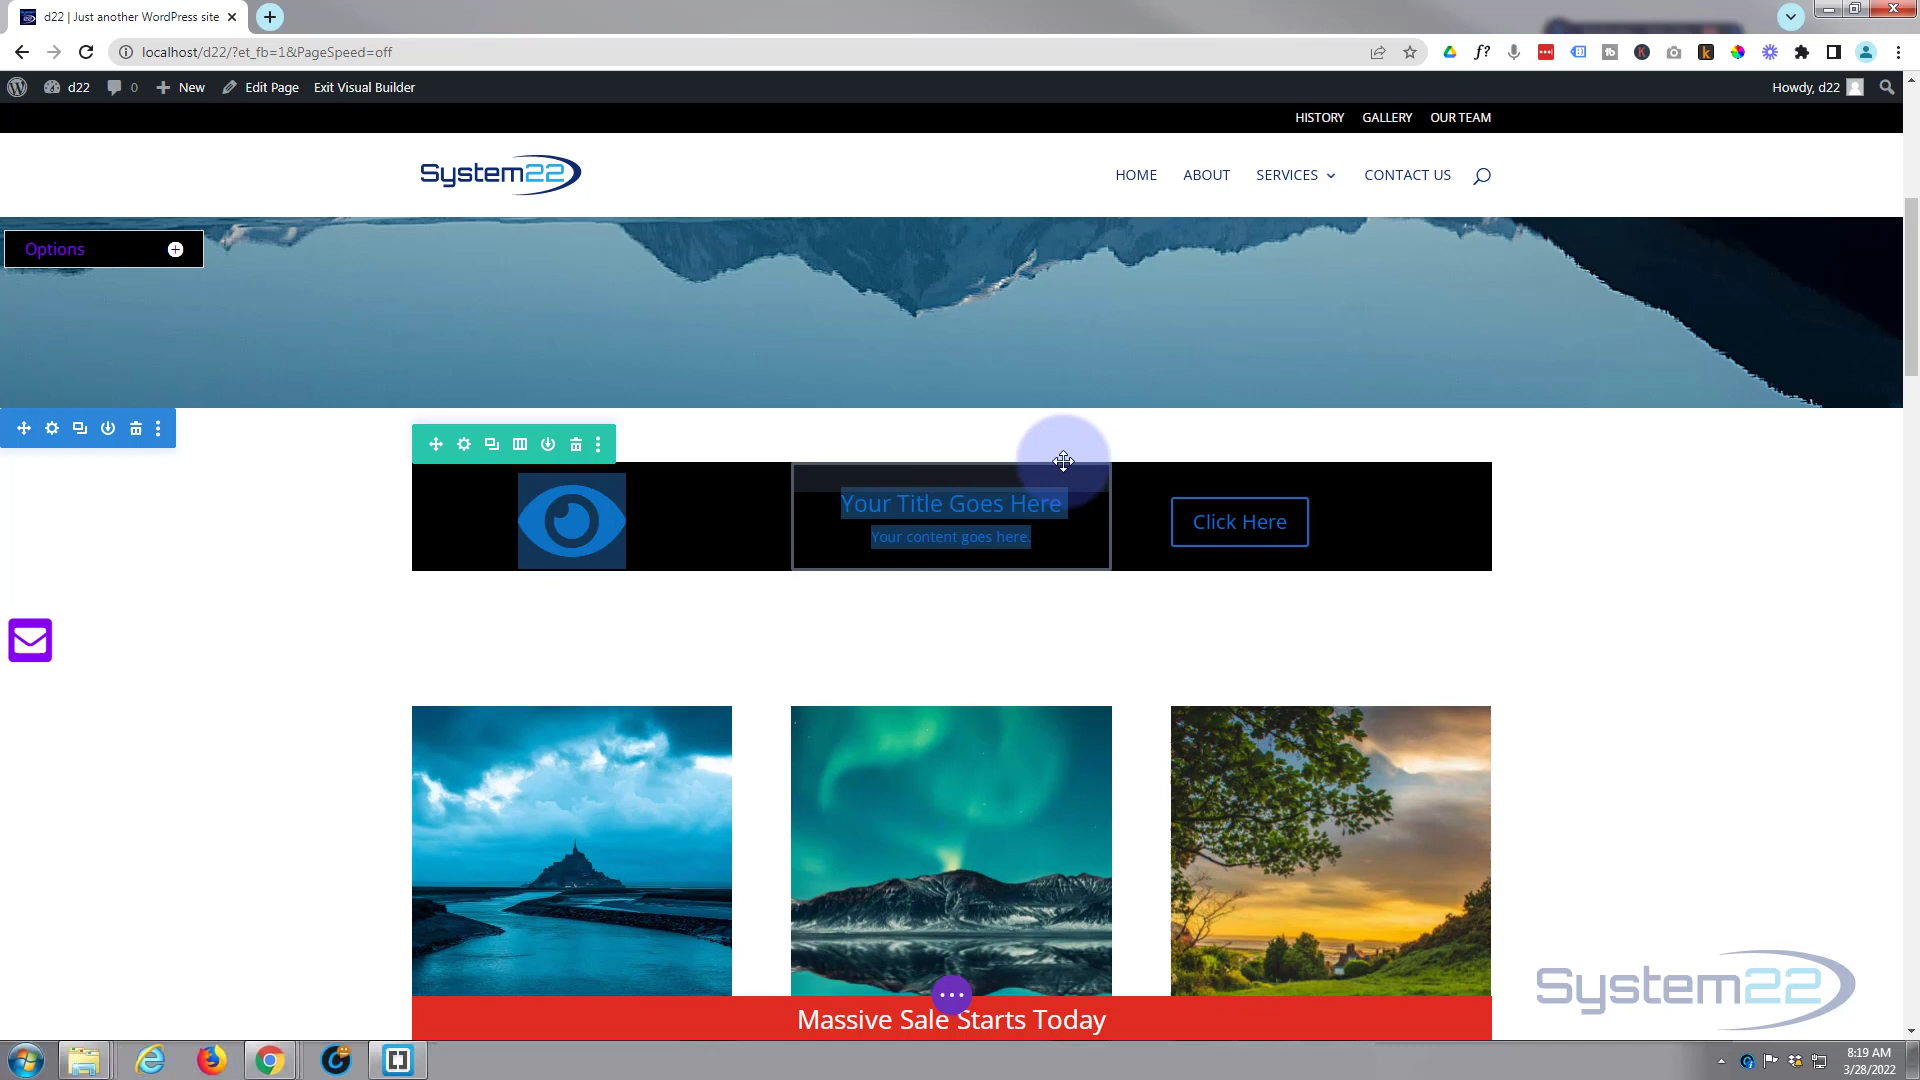 d22 | Just another WordPress site
localhost/d22/?et_fb=1&PageSpeed=off
d22 0 New Edit Page Exit Visual Builder Howdy, d22
HISTORY GALLERY OUR TEAM
System22 HOME ABOUT SERVICES CONTACT US
Options
Your Title Goes Here
Your content goes here.
Click Here
System22
Massive Sale Starts Today
8:19 AM
3/28/2022